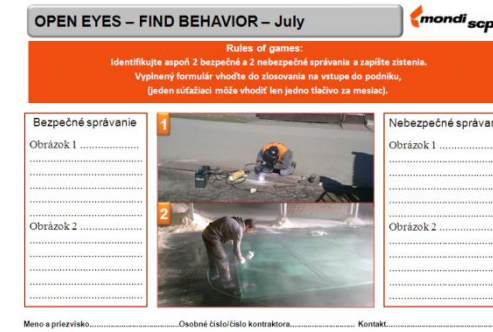 OPEN EYES – FIND BEHAVIOR – July
mondi scp
Rules of games:
Identifikujte aspoň 2 bezpečné a 2 nebezpečné správania a zapíšte zistenia.
Vyplnený formulár vhoďte do zlosovania na vstupe do podniku,
(jeden súťažiaci môže vhodiť len jedno tlačivo za mesiac).
Bezpečné správanie
Obrázok 1 ....................
Obrázok 2 ....................
1
2
Nebezpečné správan
Obrázok 1 ....................
Obrázok 2 ....................
Meno a priezvisko....................Osobné číslo/číslo kontraktora.................... Kontakt....................